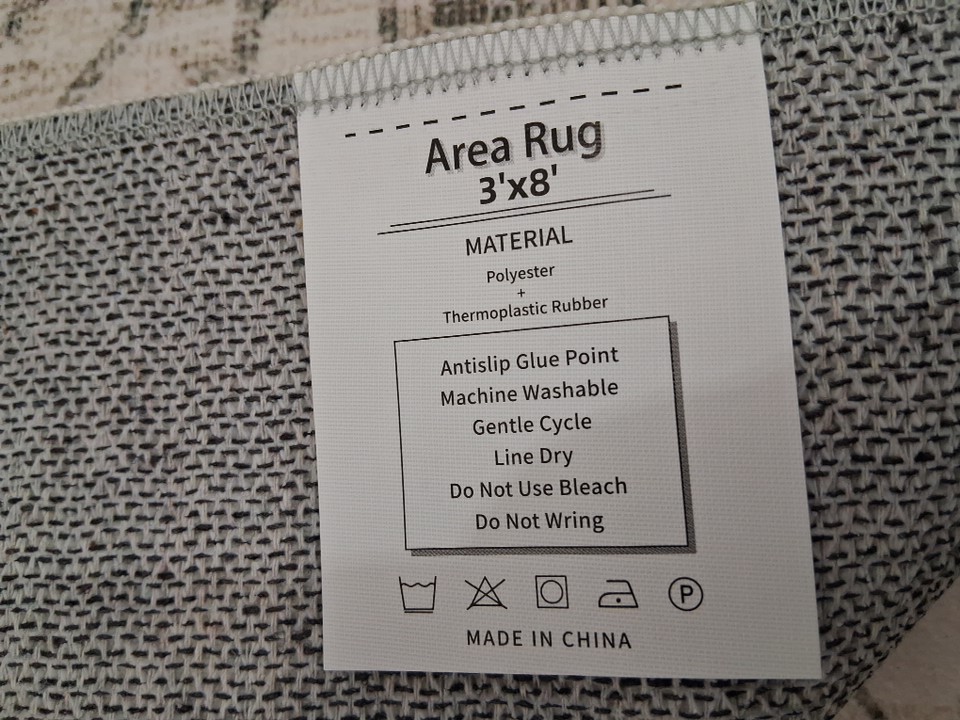 Area Rug
3'x8'
MATERIAL
Polyester
+
Thermoplastic Rubber
Antislip Glue Point
Machine Washable
Gentle Cycle
Line Dry
Do Not Use Bleach
Do Not Wring
P
MADE IN CHINA